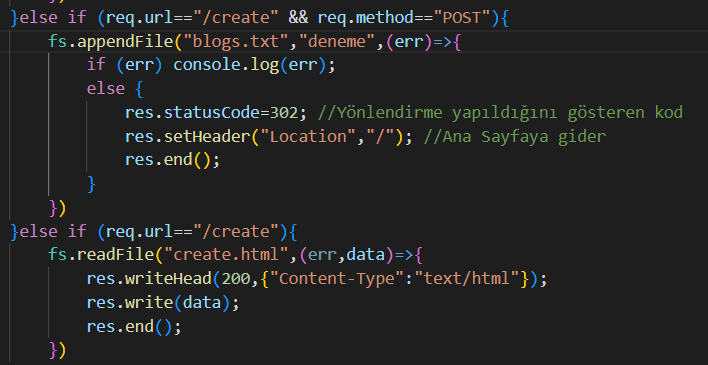 }else if (req.url=="/create" && req.method=="POST"){
fs.appendFile("blogs.txt","deneme",(err)=>{
if (err) console.log(err);
else {
res.statusCode=302; //Yönlendirme yapıldığını gösteren kod
res.setHeader("Location","/"); //Ana Sayfaya gider
res.end();
}
})
}else if (req.url=="/create"){
fs.readFile("create.html",(err,data)=>{
res.writeHead(200,{"Content-Type":"text/html"});
res.write(data);
res.end();
})